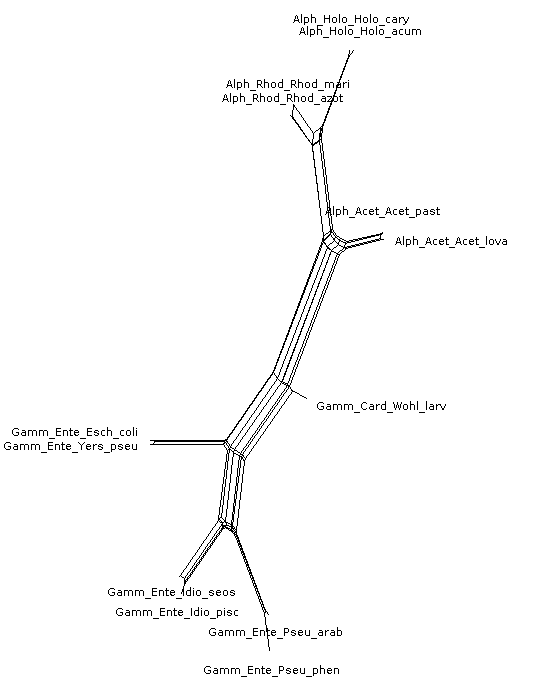 Alph_Holo_Holo_cary
Alph_Holo_Holo_acum
Alph_Rhod_Rhod_mari
Alph_Rhod_Rhod_azot
Alph_Acet_Acet_past
Alph_Acet_Acet_lova
Gamm_Card_Wohl_larv
Gamm_Ente_Esch_coli
Gamm_Ente_Yers_pseu
Gamm_Ente_Idio_seos
Gamm_Ente_Idio_pisc
Gamm_Ente_Pseu_arab
Gamm_Ente_Pseu_phen